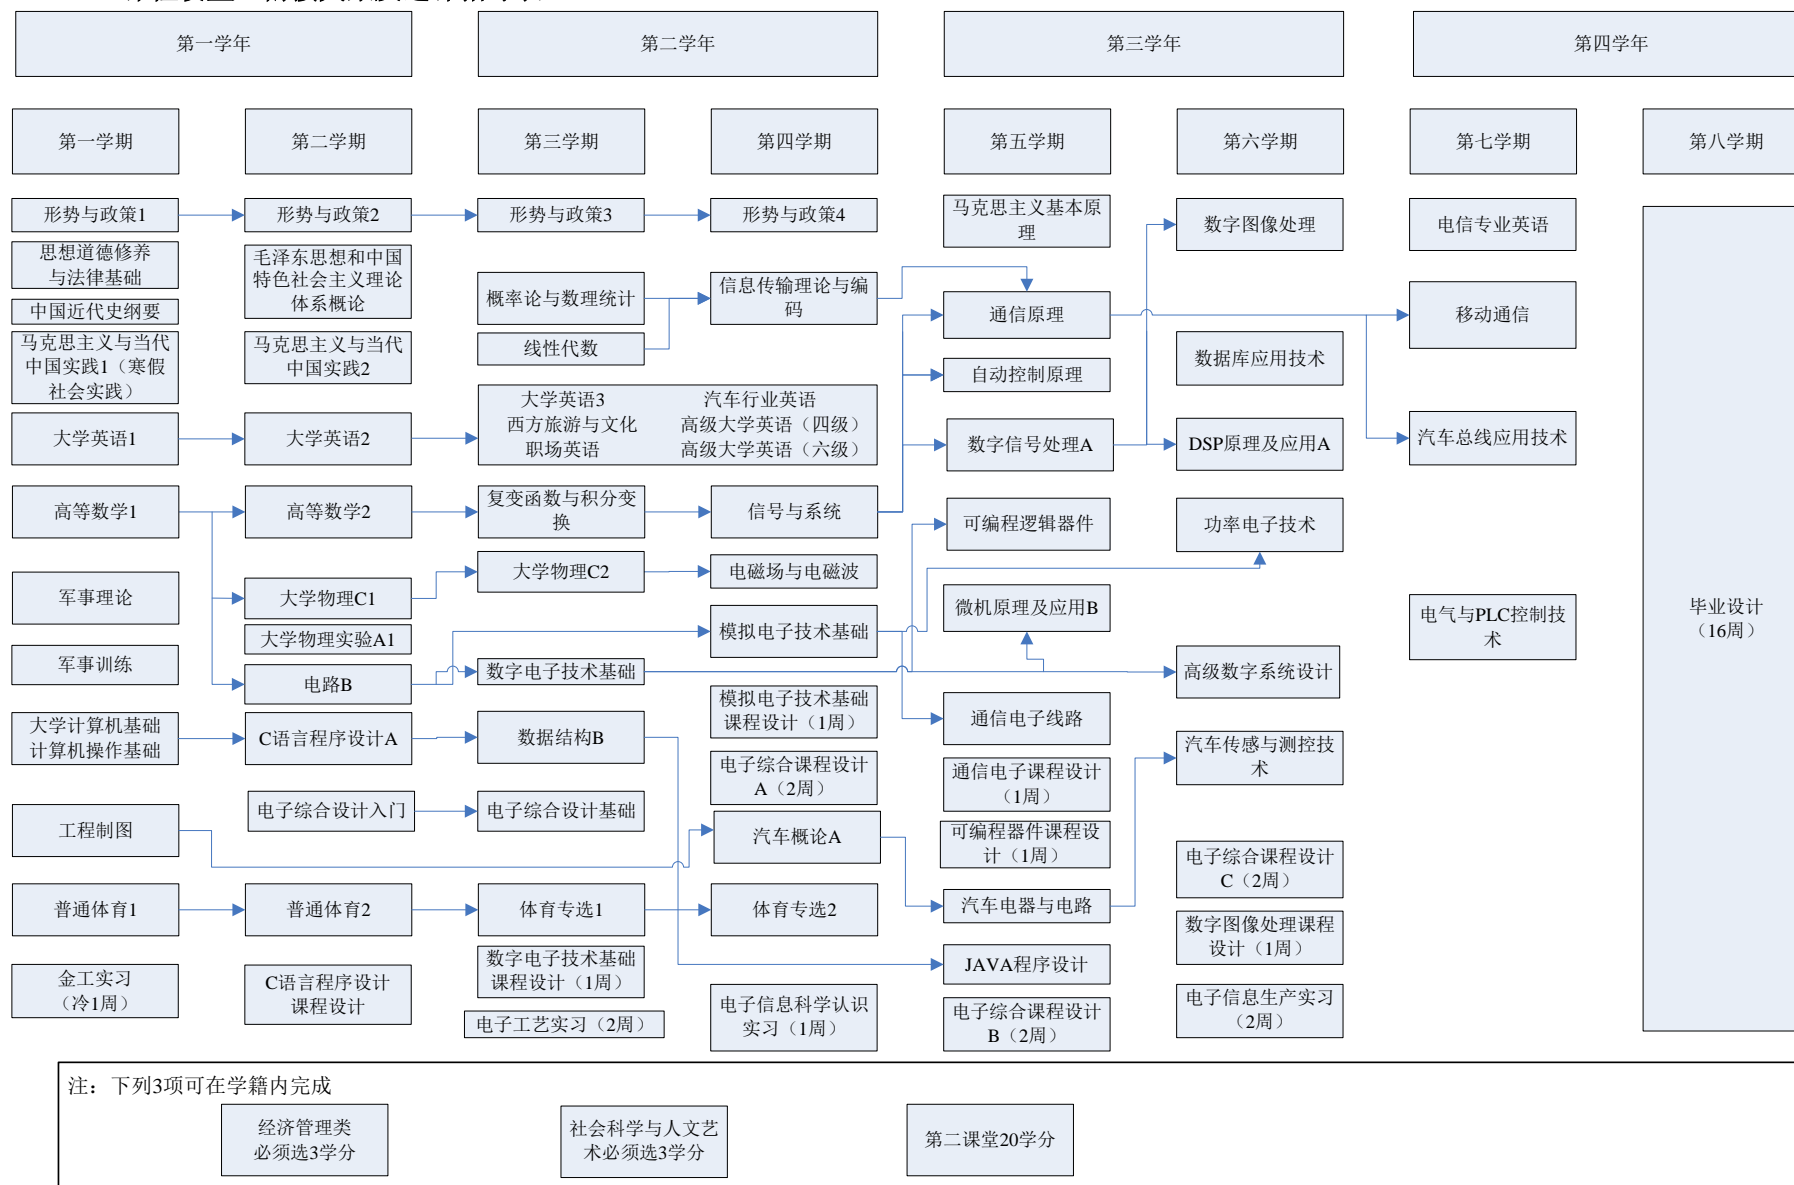 第一学年
第二学年
第三学年
第四学年
第一学期
第二学期
第三学期
第四学期
第五学期
第六学期
第七学期
第八学期
形势与政策1
思想道德修养
与法律基础
中国近代史纲要
马克思主义与当代
中国实践1（寒假
社会实践）
大学英语1
高等数学1
军事理论
军事训练
大学计算机基础
计算机操作基础
工程制图
普通体育1
金工实习
（冷1周）
形势与政策2
毛泽东思想和中国
特色社会主义理论
体系概论
马克思主义与当代
中国实践2
大学英语2
高等数学2
大学物理C1
大学物理实验A1
电路B
C语言程序设计A
电子综合设计入门
普通体育2
C语言程序设计
课程设计
形势与政策3
概率论与数理统计
线性代数
大学英语3 汽车行业英语
西方旅游与文化 高级大学英语（四级）
职场英语 高级大学英语（六级）
复变函数与积分变
换
大学物理C2
数字电子技术基础
数据结构B
电子综合设计基础
体育专选1
数字电子技术基础
课程设计（1周）
电子工艺实习（2周）
形势与政策4
信息传输理论与编
码
信号与系统
电磁场与电磁波
模拟电子技术基础
模拟电子技术基础
课程设计（1周）
电子综合课程设计
A（2周）
汽车概论A
体育专选2
电子信息科学认识
实习（1周）
马克思主义基本原
理
通信原理
自动控制原理
数字信号处理A
可编程逻辑器件
微机原理及应用B
通信电子线路
通信电子课程设计
（1周）
可编程器件课程设
计（1周）
汽车电器与电路
JAVA程序设计
电子综合课程设计
B（2周）
数字图像处理
数据库应用技术
DSP原理及应用A
功率电子技术
高级数字系统设计
汽车传感与测控技
术
电子综合课程设计
C（2周）
数字图像处理课程
设计（1周）
电子信息生产实习
（2周）
电信专业英语
移动通信
汽车总线应用技术
电气与PLC控制技
术
毕业设计
（16周）
注：下列3项可在学籍内完成
经济管理类
必须选3学分
社会科学与人文艺
术必须选3学分
第二课堂20学分